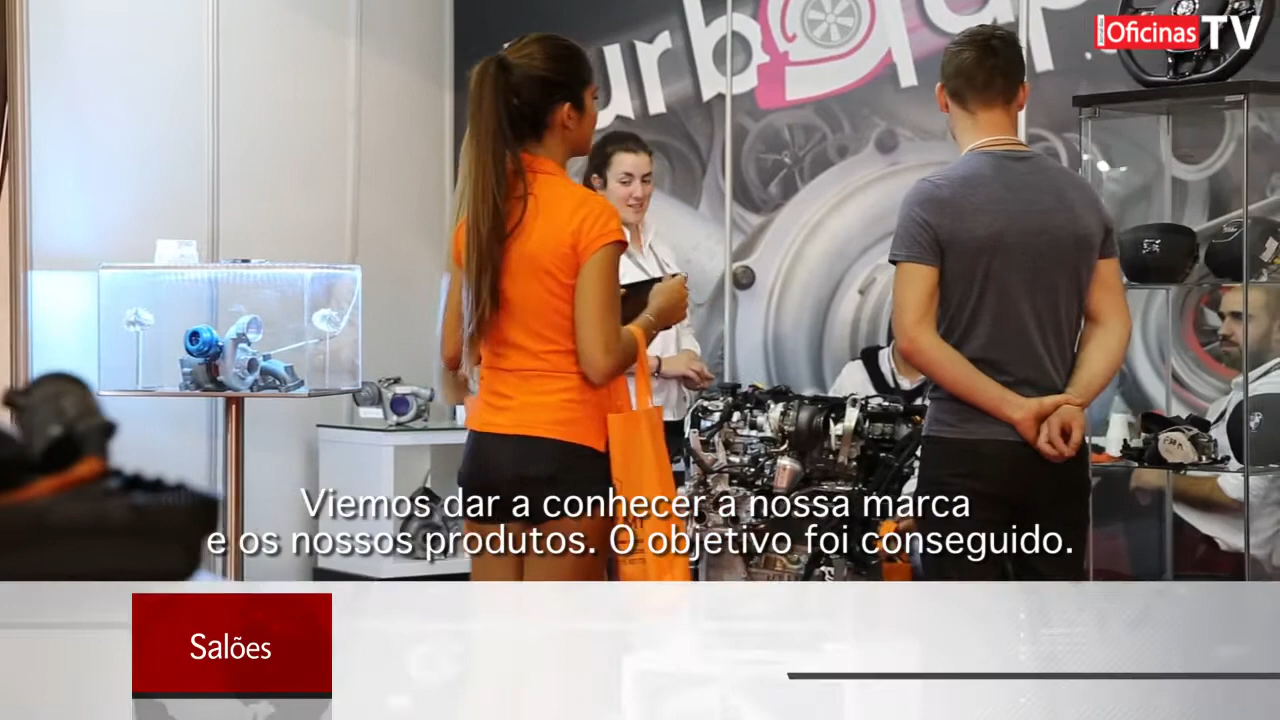 Oficinas TV
Viemos dar a conhecer a nossa marca
e os nossos produtos. O objetivo foi conseguido.
Salões